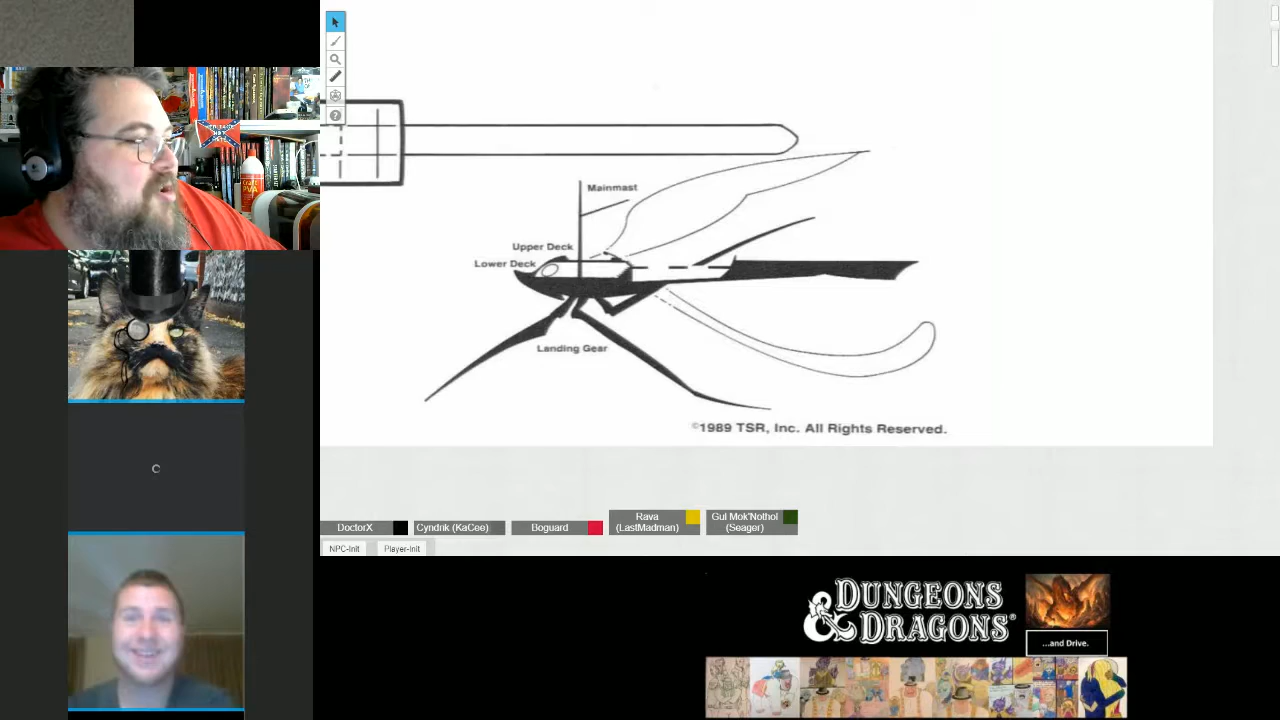 Mainmast
Upper Deck
Lower Deck
Landing Gear
©1989 TSR, Inc. All Rights Reserved.
DoctorX
Cyndrik (KaCee)
Boguard
Rava
(LastMadman)
Gul Mok'Nothol
(Seager)
NPC-Init
Player-Init
DUNGEONS
& DRAGONS®
...and Drive.